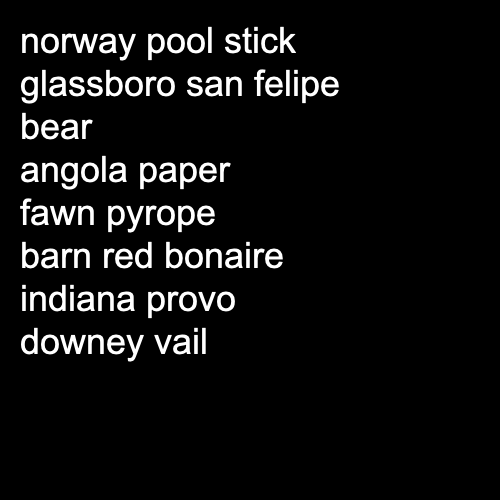 norway pool stick
glassboro san felipe
bear
angola paper
fawn pyrope
barn red bonaire
indiana provo
downey vail